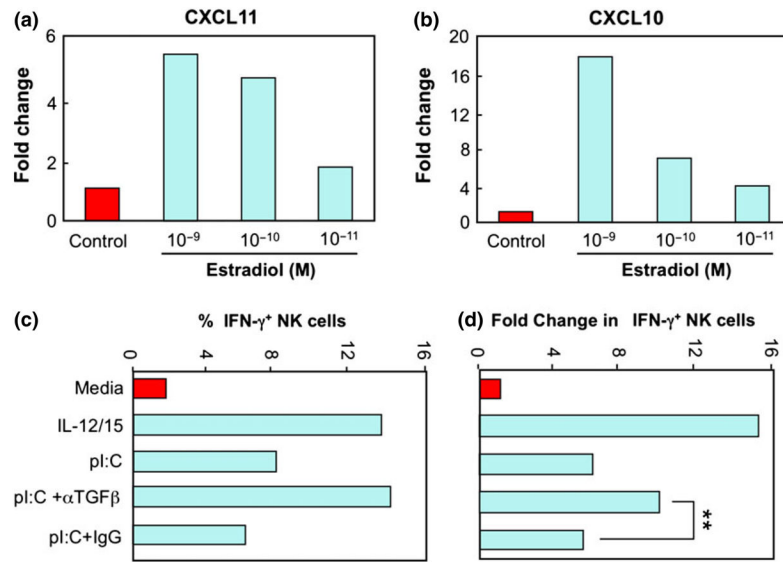 (a) CXCL11
Fold change
6
4
2
0
Control 10⁻⁹ 10⁻¹⁰ 10⁻¹¹
Estradiol (M)
(b) CXCL10
Fold change
20
16
12
8
4
0
Control 10⁻⁹ 10⁻¹⁰ 10⁻¹¹
Estradiol (M)
(c) % IFN-γ⁺ NK cells
0 4 8 12 16
Media
IL-12/15
pI:C
pI:C +αTGFβ
pI:C+IgG
(d) Fold Change in IFN-γ⁺ NK cells
0 4 8 12 16
**